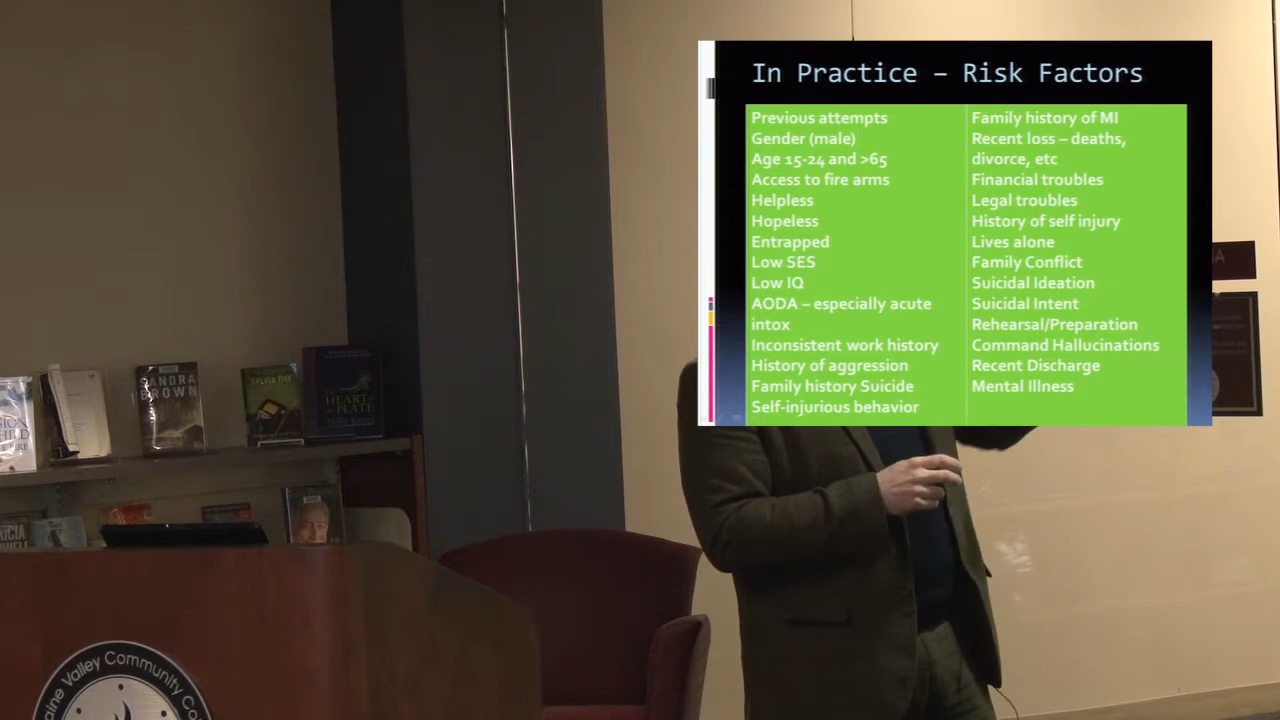 In Practice – Risk Factors
Previous attempts
Gender (male)
Age 15-24 and >65
Access to fire arms
Helpless
Hopeless
Entrapped
Low SES
Low IQ
AODA – especially acute
intox
Inconsistent work history
History of aggression
Family history Suicide
Self-injurious behavior
Family history of MI
Recent loss – deaths,
divorce, etc
Financial troubles
Legal troubles
History of self injury
Lives alone
Family Conflict
Suicidal Ideation
Suicidal Intent
Rehearsal/Preparation
Command Hallucinations
Recent Discharge
Mental Illness
SANDRA
BROWN
SYLVIA DAY
HEART
PLATE
aine Valley Community Col